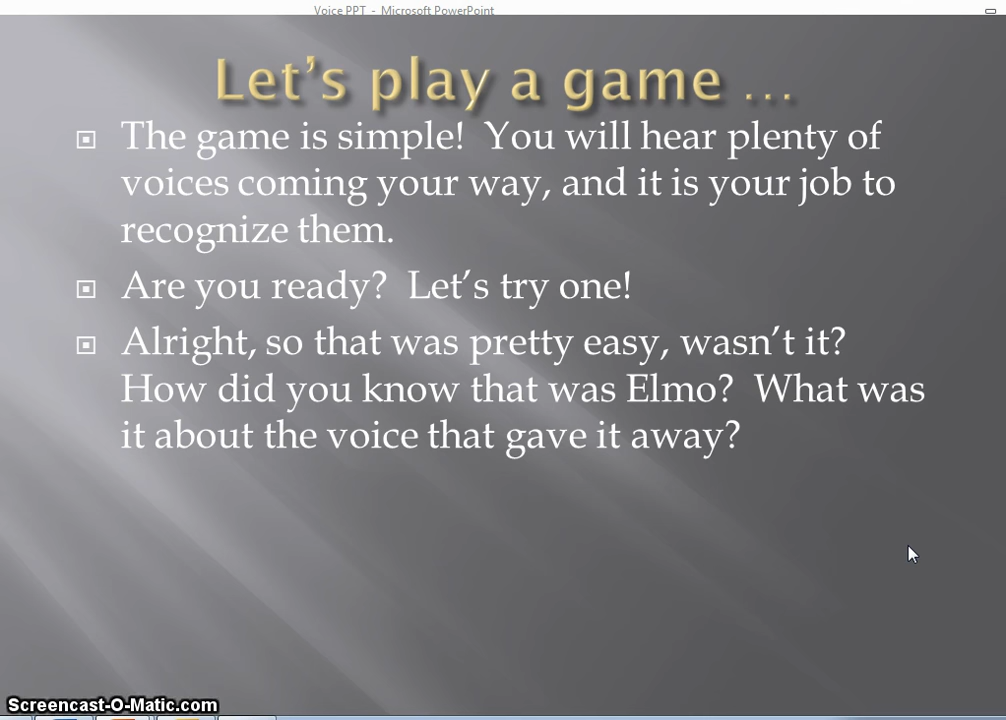 Voice PPT - Microsoft PowerPoint
Let's play a game ...
The game is simple!  You will hear plenty of
voices coming your way, and it is your job to
recognize them.
Are you ready?  Let's try one!
Alright, so that was pretty easy, wasn't it?
How did you know that was Elmo?  What was
it about the voice that gave it away?
Screencast-O-Matic.com